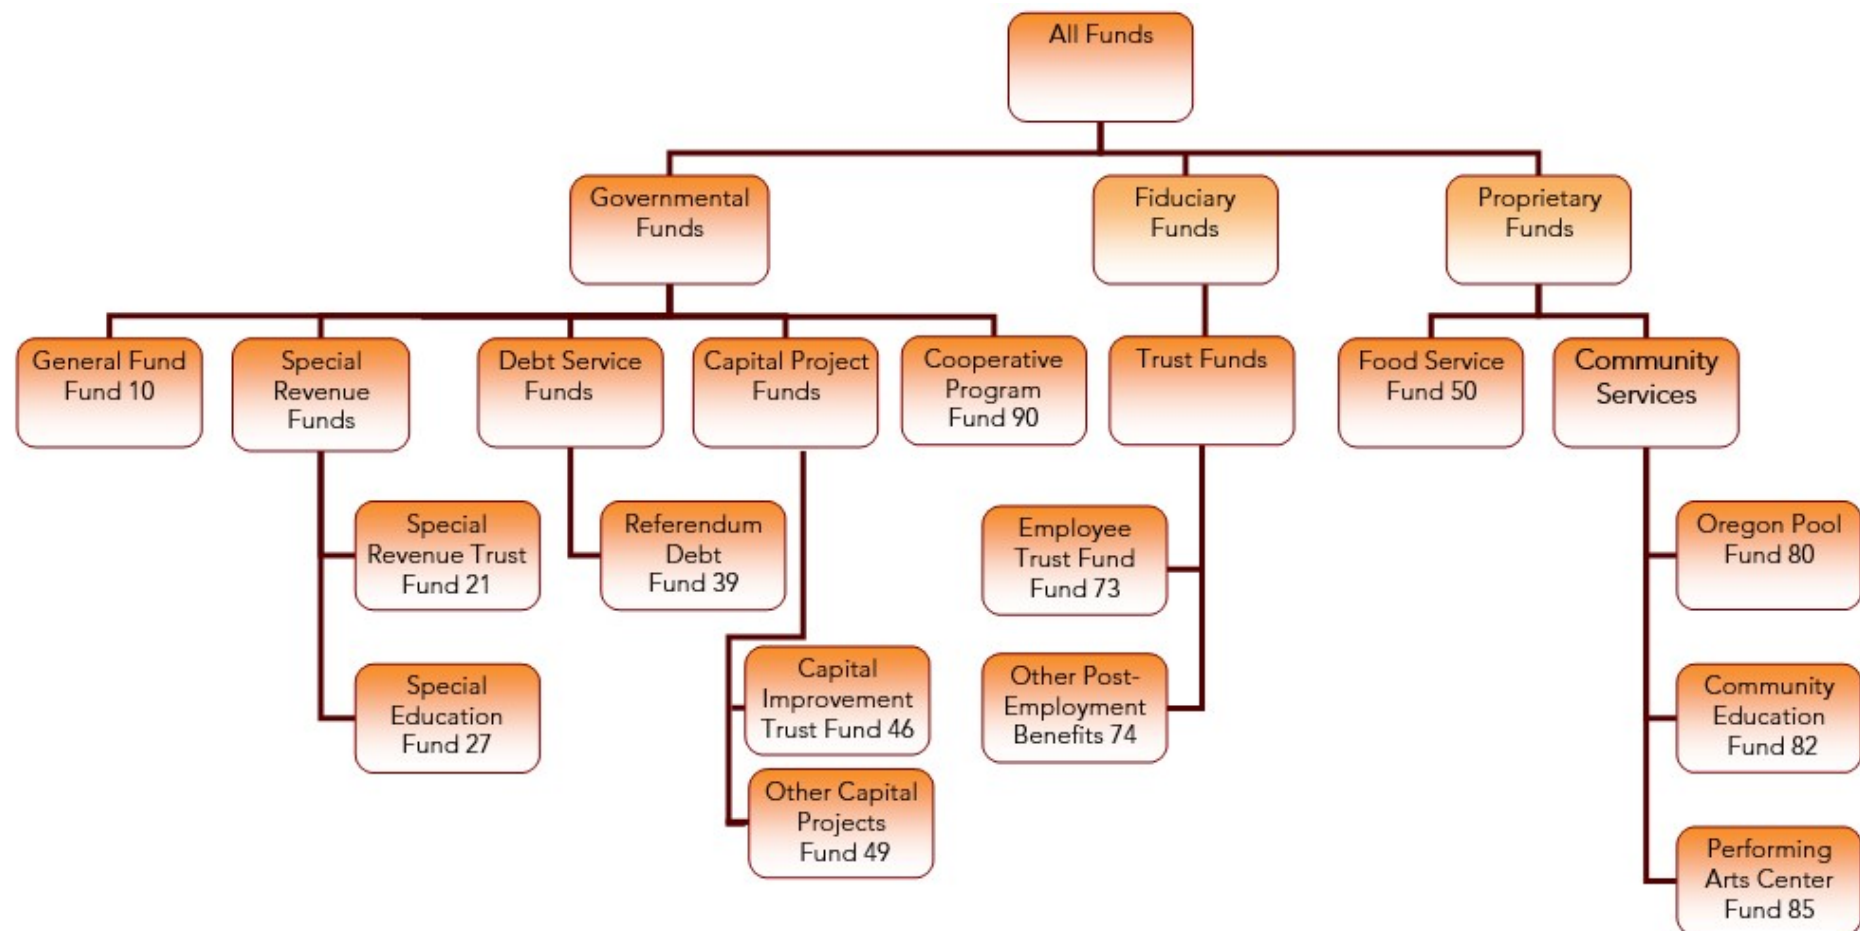 All Funds
Governmental
Funds
Fiduciary
Funds
Proprietary
Funds
General Fund
Fund 10
Special
Revenue
Funds
Debt Service
Funds
Capital Project
Funds
Cooperative
Program
Fund 90
Trust Funds
Food Service
Fund 50
Community
Services
Special
Revenue Trust
Fund 21
Referendum
Debt
Fund 39
Employee
Trust Fund
Fund 73
Oregon Pool
Fund 80
Special
Education
Fund 27
Capital
Improvement
Trust Fund 46
Other Post-
Employment
Benefits 74
Community
Education
Fund 82
Other Capital
Projects
Fund 49
Performing
Arts Center
Fund 85